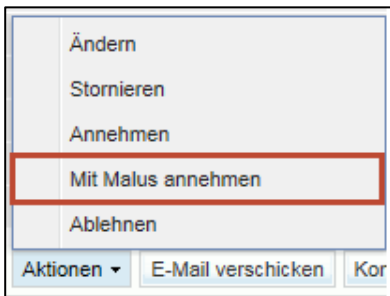 Ändern
Stornieren
Annehmen
Mit Malus annehmen
Ablehnen
Aktionen E-Mail verschicken Kor